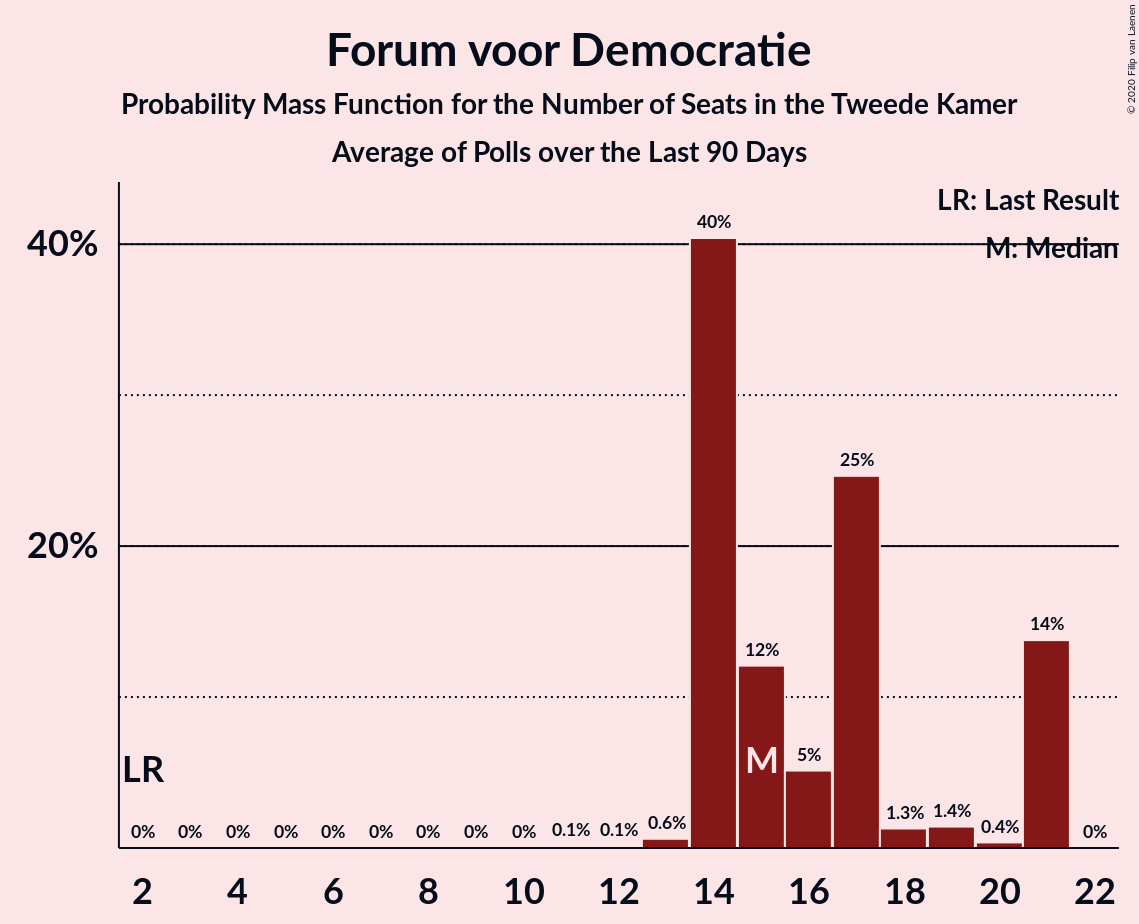 Forum voor Democratie
Probability Mass Function for the Number of Seats in the Tweede Kamer
Average of Polls over the Last 90 Days
© 2020 Filip van Laenen
LR: Last Result
M: Median
40%
20%
40%
25%
14%
12%
5%
M
LR
0% 0% 0% 0% 0% 0% 0% 0% 0% 0.1% 0.1% 0.6% 1.3% 1.4% 0.4% 0%
2 4 6 8 10 12 14 16 18 20 22